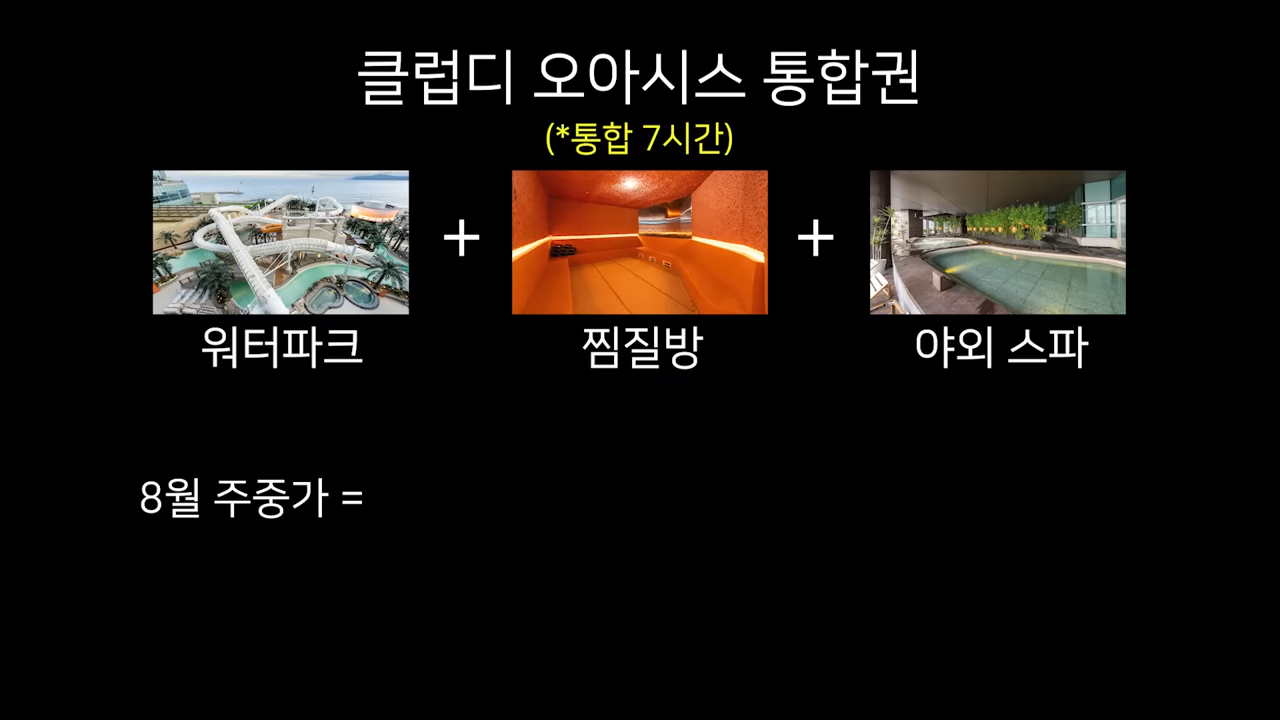 클럽디 오아시스 통합권
(*통합 7시간)
+ +
워터파크 찜질방 야외 스파
8월 주중가 =